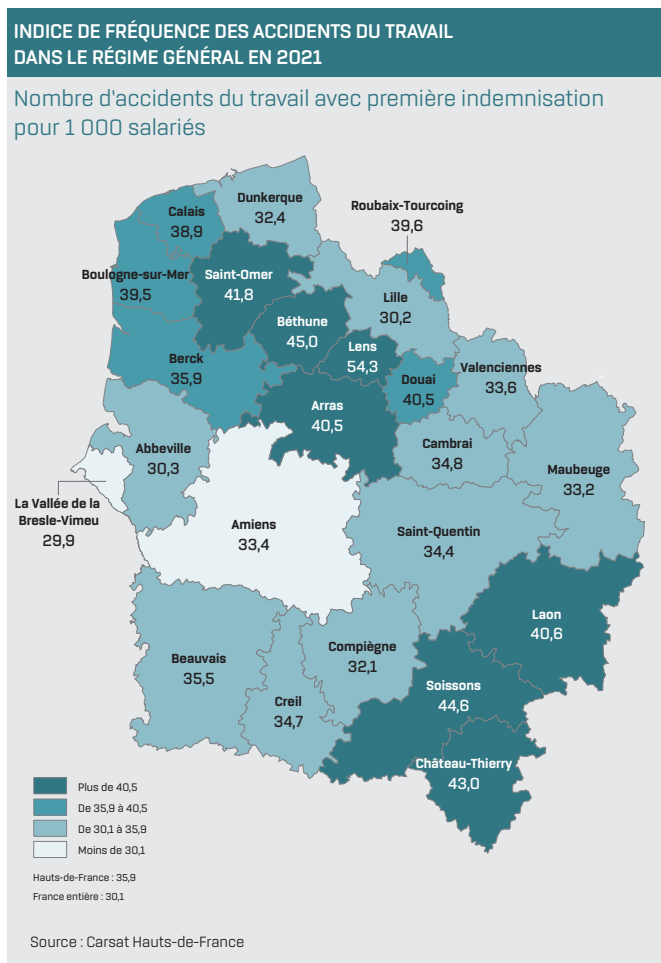 INDICE DE FRÉQUENCE DES ACCIDENTS DU TRAVAIL
DANS LE RÉGIME GÉNÉRAL EN 2021
Nombre d'accidents du travail avec première indemnisation
pour 1 000 salariés
Dunkerque
32,4
Calais
38,9
Roubaix-Tourcoing
39,6
Boulogne-sur-Mer
39,5
Saint-Omer
41,8
Lille
30,2
Béthune
45,0
Lens
54,3
Berck
35,9
Douai
40,5
Valenciennes
33,6
Arras
40,5
Abbeville
30,3
Cambrai
34,8
Maubeuge
33,2
La Vallée de la
Bresle-Vimeu
29,9
Amiens
33,4
Saint-Quentin
34,4
Laon
40,6
Beauvais
35,5
Compiègne
32,1
Creil
34,7
Soissons
44,6
Château-Thierry
43,0
Plus de 40,5
De 35,9 à 40,5
De 30,1 à 35,9
Moins de 30,1
Hauts-de-France : 35,9
France entière : 30,1
Source : Carsat Hauts-de-France